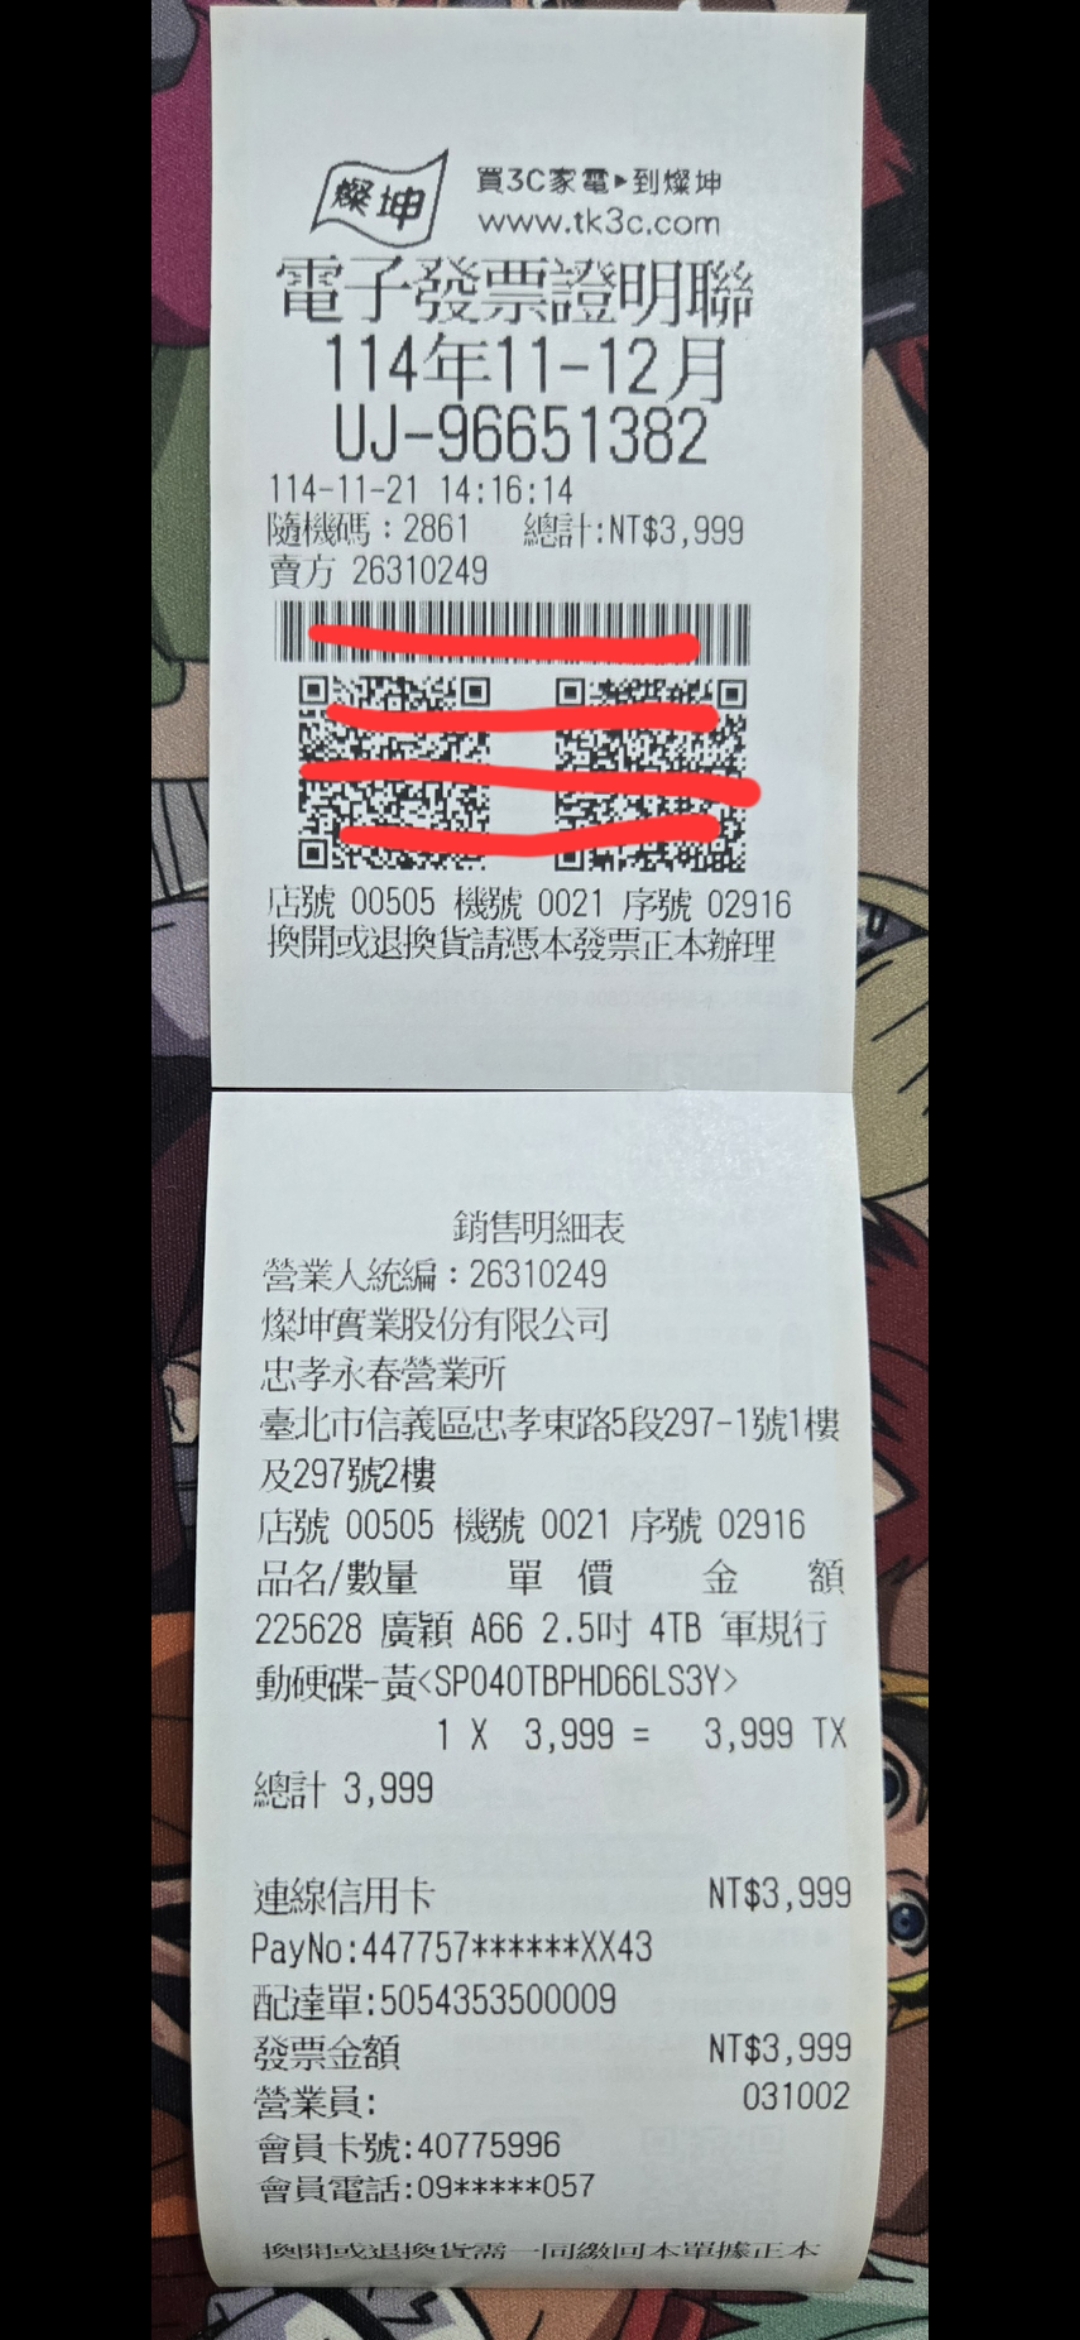 燦坤
買3C家電▸到燦坤
www.tk3c.com
電子發票證明聯
114年11-12月
UJ-96651382
114-11-21 14:16:14
隨機碼:2861 總計:NT$3,999
賣方 26310249
店號 00505 機號 0021 序號 02916
換開或退換貨請憑本發票正本辦理
銷售明細表
營業人統編:26310249
燦坤實業股份有限公司
忠孝永春營業所
臺北市信義區忠孝東路5段297-1號1樓
及297號2樓
店號 00505 機號 0021 序號 02916
品名/數量 單價 金額
225628 廣穎 A66 2.5吋 4TB 軍規行
動硬碟-黃<SP040TBPHD66LS3Y>
1 X 3,999 = 3,999 TX
總計 3,999
連線信用卡 NT$3,999
PayNo:447757******XX43
配達單:5054353500009
發票金額 NT$3,999
營業員: 031002
會員卡號:40775996
會員電話:09*****057
換開或退換貨需一同繳回本單據正本